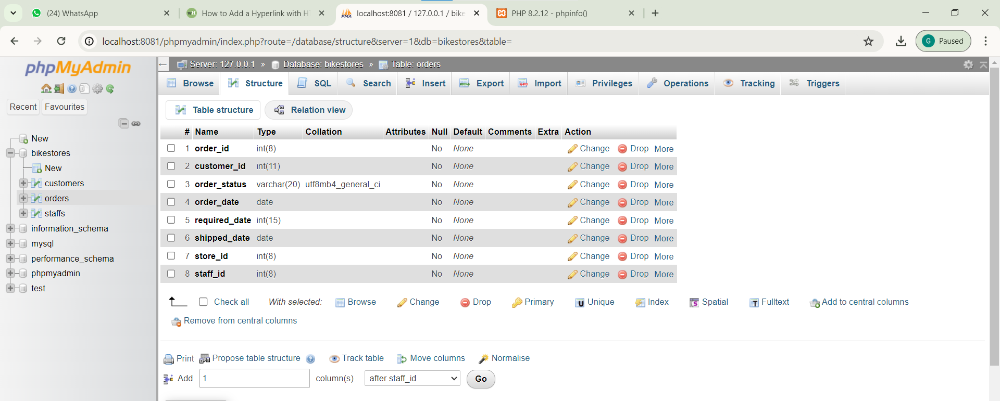 (24) WhatsApp
How to Add a Hyperlink with HT
localhost:8081 / 127.0.0.1 / bike
PHP 8.2.12 - phpinfo()
localhost:8081/phpmyadmin/index.php?route=/database/structure&server=1&db=bikestores&table=
G Paused
phpMyAdmin
Recent Favourites
New
bikestores
New
customers
orders
staffs
information_schema
mysql
performance_schema
phpmyadmin
test
Server: 127.0.0.1 » Database: bikestores » Table: orders
Browse Structure SQL Search Insert Export Import Privileges Operations Tracking Triggers
Table structure Relation view
# Name Type Collation Attributes Null Default Comments Extra Action
1 order_id int(8) No None Change Drop More
2 customer_id int(11) No None Change Drop More
3 order_status varchar(20) utf8mb4_general_ci No None Change Drop More
4 order_date date No None Change Drop More
5 required_date int(15) No None Change Drop More
6 shipped_date date No None Change Drop More
7 store_id int(8) No None Change Drop More
8 staff_id int(8) No None Change Drop More
Check all With selected: Browse Change Drop Primary Unique Index Spatial Fulltext Add to central columns
Remove from central columns
Print Propose table structure Track table Move columns Normalise
Add 1 column(s) after staff_id Go